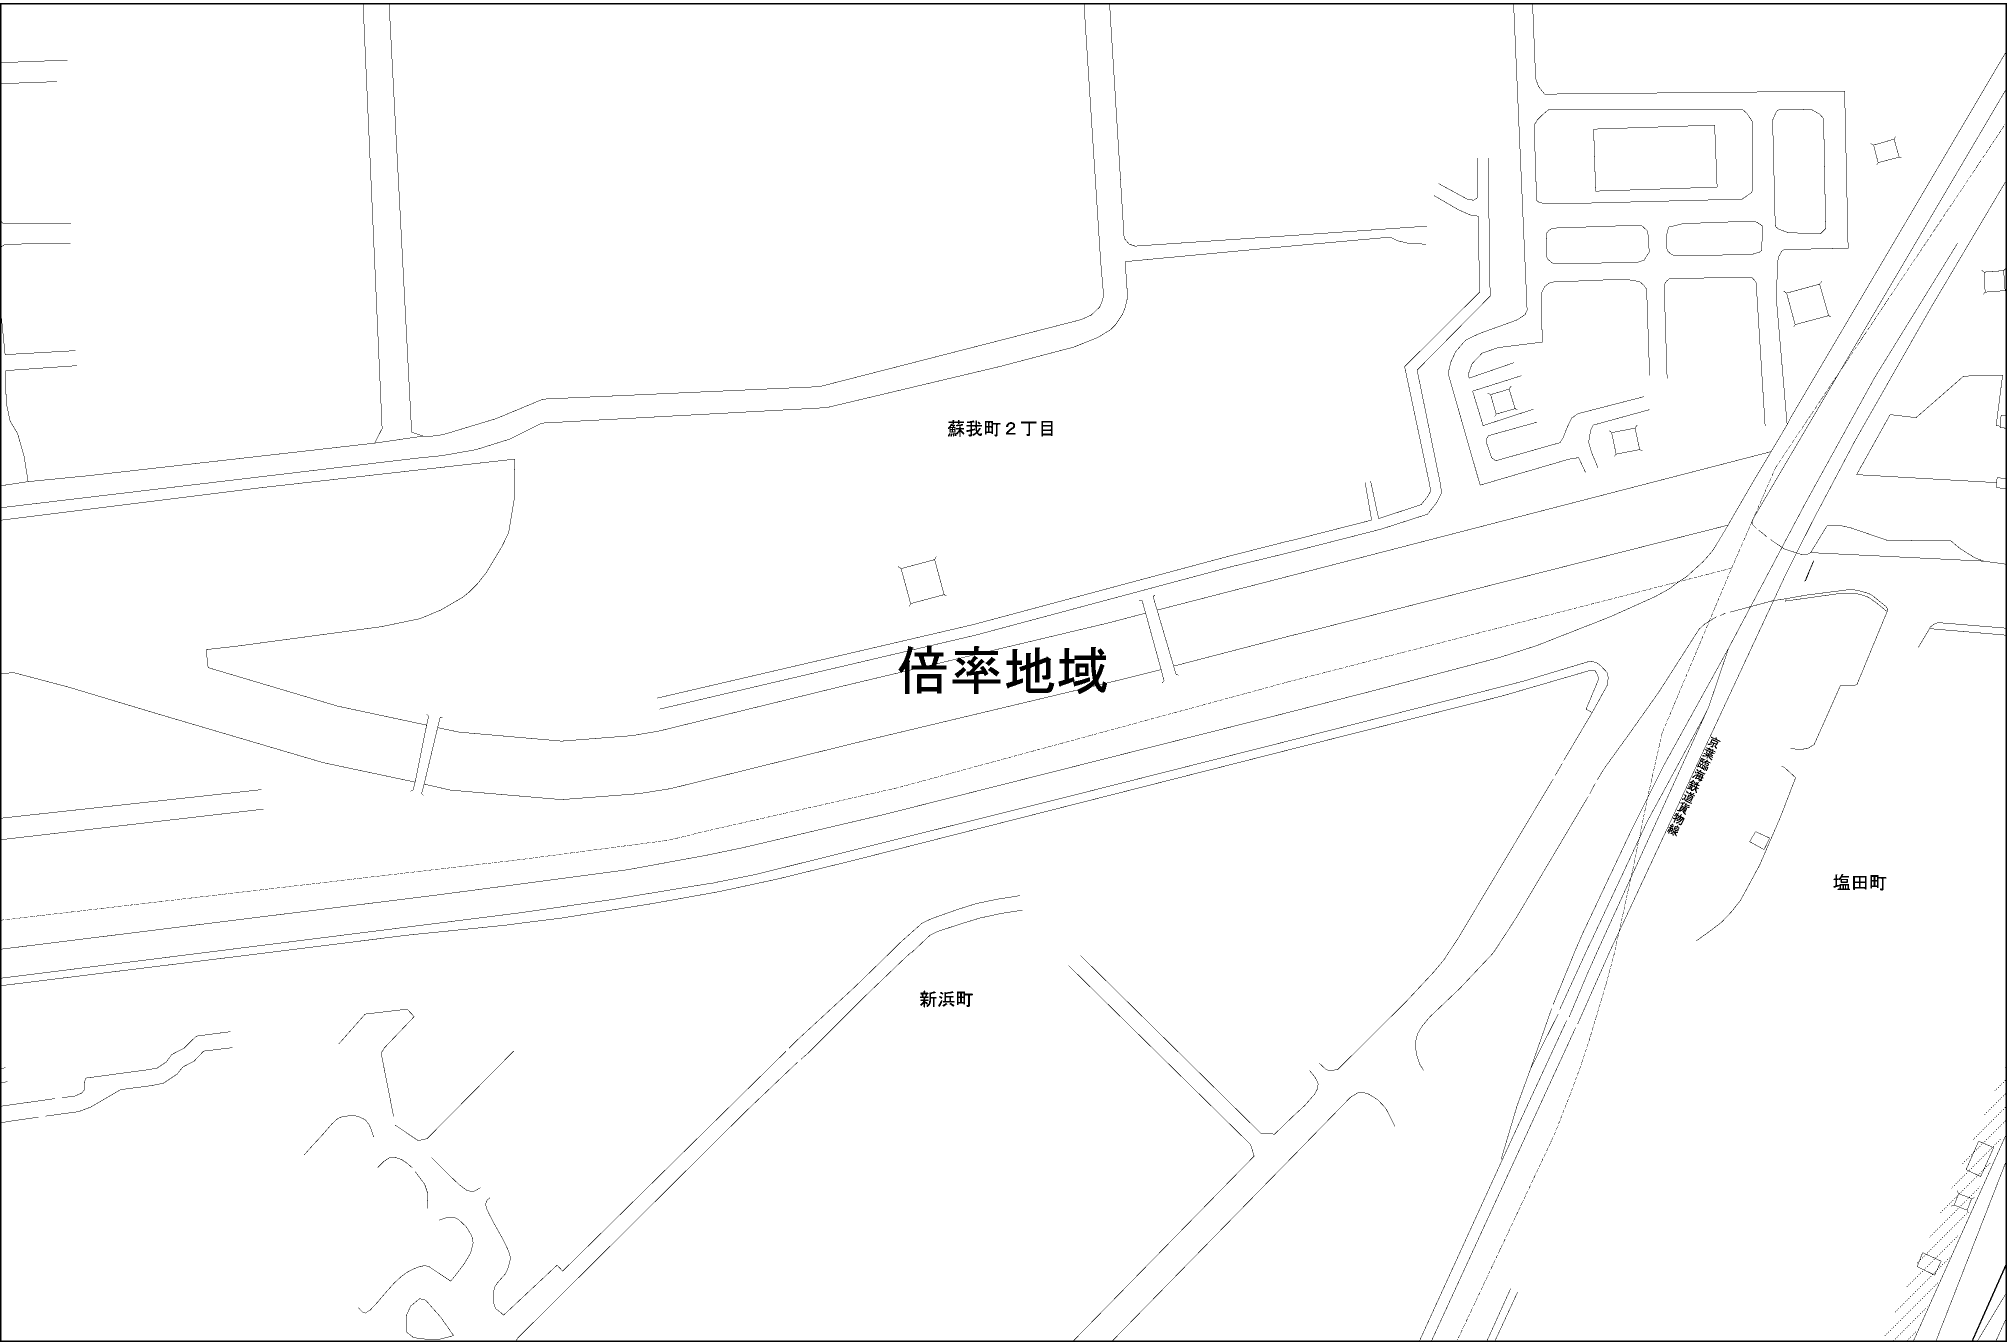 蘇我町２丁目
倍率地域
京葉臨海鉄道貨物線
塩田町
新浜町